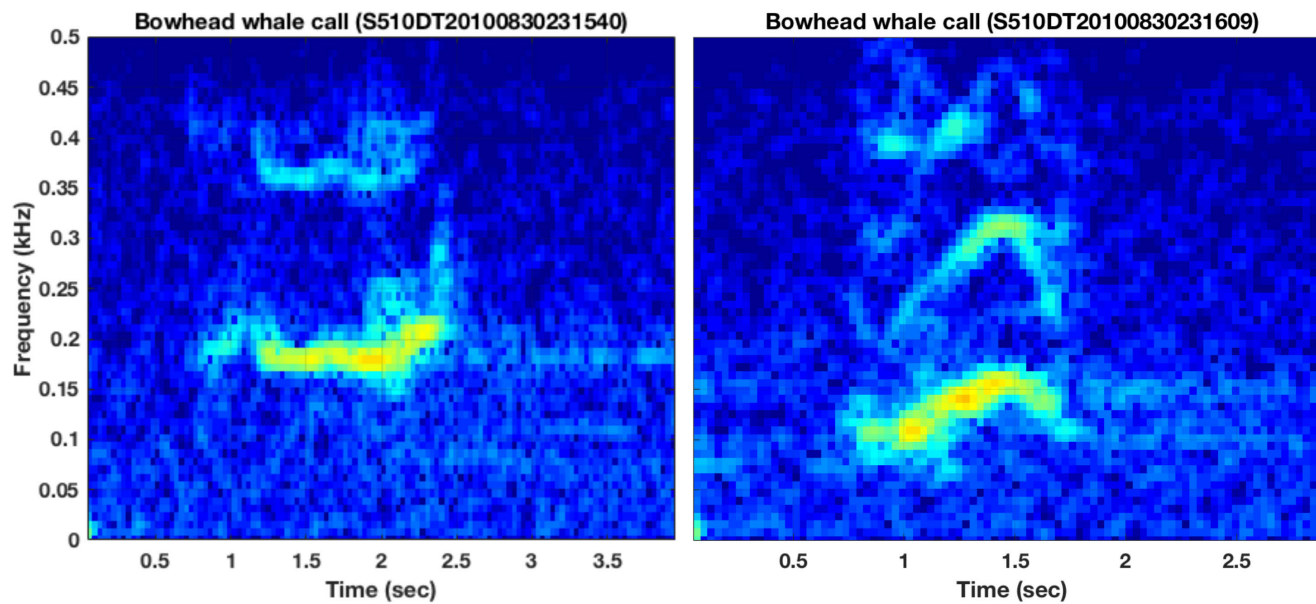 Bowhead whale call (S510DT20100830231540)
Frequency (kHz)
0.5
0.45
0.4
0.35
0.3
0.25
0.2
0.15
0.1
0.05
0
0.5 1 1.5 2 2.5 3 3.5
Time (sec)
Bowhead whale call (S510DT20100830231609)
0.5 1 1.5 2 2.5
Time (sec)